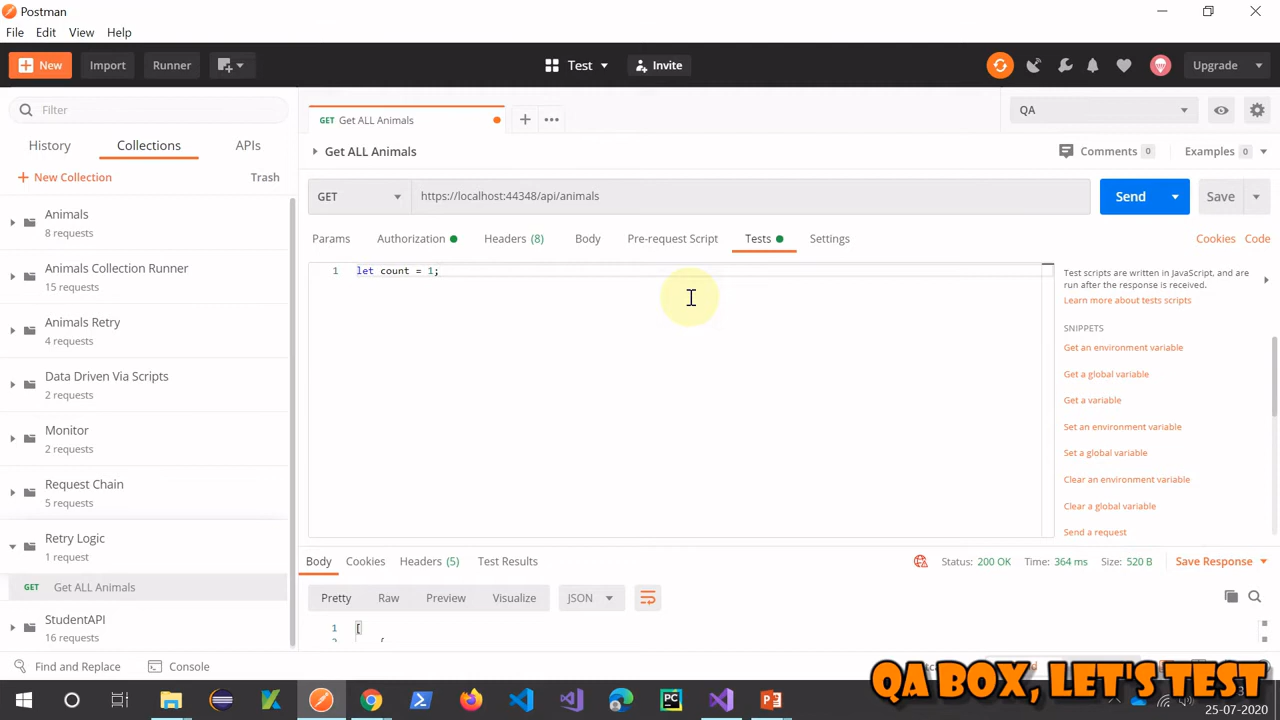 Postman
File Edit View Help
New Import Runner Test Invite Upgrade
Filter
GET Get ALL Animals
QA
History Collections APIs
Get ALL Animals
Comments 0 Examples 0
New Collection Trash
GET https://localhost:44348/api/animals Send Save
Animals
8 requests
Params Authorization Headers (8) Body Pre-request Script Tests Settings Cookies Code
Animals Collection Runner
15 requests
1 let count = 1;
Test scripts are written in JavaScript, and are
run after the response is received.
Learn more about tests scripts
Animals Retry
4 requests
SNIPPETS
Get an environment variable
Get a global variable
Get a variable
Set an environment variable
Set a global variable
Clear an environment variable
Clear a global variable
Send a request
Data Driven Via Scripts
2 requests
Monitor
2 requests
Request Chain
5 requests
Retry Logic
1 request
GET Get ALL Animals
StudentAPI
16 requests
Body Cookies Headers (5) Test Results Status: 200 OK Time: 364 ms Size: 520 B Save Response
Pretty Raw Preview Visualize JSON
1 [
2 {
Find and Replace Console
QA BOX, LET'S TEST
25-07-2020